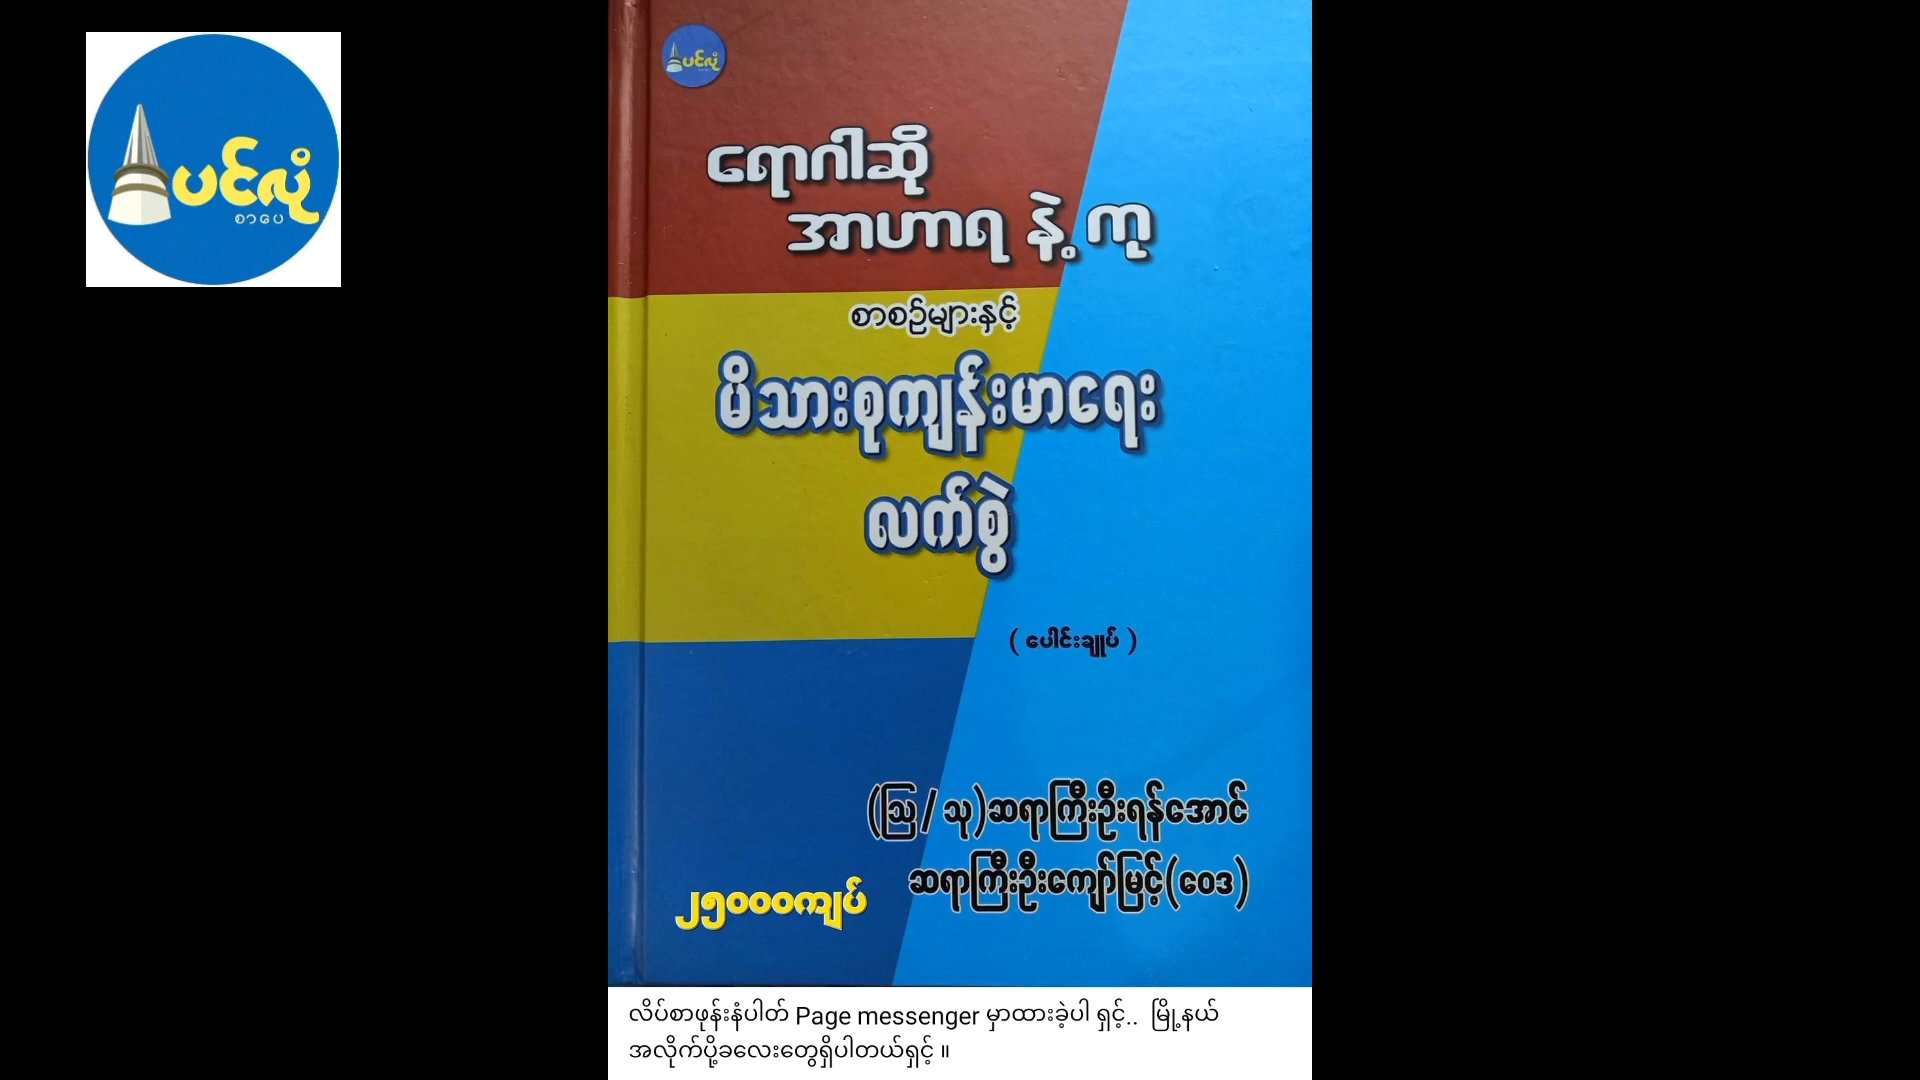 ပင်လုံ
စာပေ
ပင်လုံ
ရောဂါဆို
အာဟာရ နဲ့ ကု
စာစဉ်များနှင့်
မိသားစုကျန်းမာရေး
လက်စွဲ
( ပေါင်းချုပ် )
(ဩ / သု)ဆရာကြီးဦးရန်အောင်
ဆရာကြီးဦးကျော်မြင့်(ဝေဒ)
၂၅၀၀၀ကျပ်
လိပ်စာဖုန်းနံပါတ် Page messenger မှာထားခဲ့ပါ ရှင့်.. မြို့နယ်
အလိုက်ပို့ခလေးတွေရှိပါတယ်ရှင့် ။